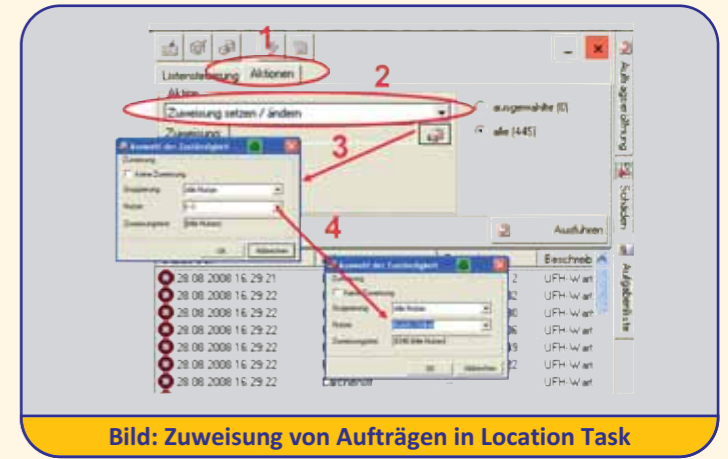 1
Listensteuerung Aktionen
2
Aktion
Zuweisung setzen / ändern
ausgewählte (0)
Zuweisung:
alle (445)
3
Auswahl der Zuständigkeit
Zuweisung
Keine Zuweisung
Gruppierung
Alle Nutzer
Nutzer
OK Abbrechen
4
Ausführen
Beschreib
Auswahl der Zuständigkeit
Zuweisung
Keine Zuweisung
Gruppierung
Alle Nutzer
Nutzer
OK Abbrechen
28.08.2008 16:29:21 UFH-Wart
28.08.2008 16:29:22 UFH-Wart
28.08.2008 16:29:22 UFH-Wart
28.08.2008 16:29:22 UFH-Wart
28.08.2008 16:29:22 UFH-Wart
28.08.2008 16:29:22 UFH-Wart
28.08.2008 16:29:22 UFH-Wart
Auftragseröffnung
Schäden
Aufgabenliste
Bild: Zuweisung von Aufträgen in Location Task